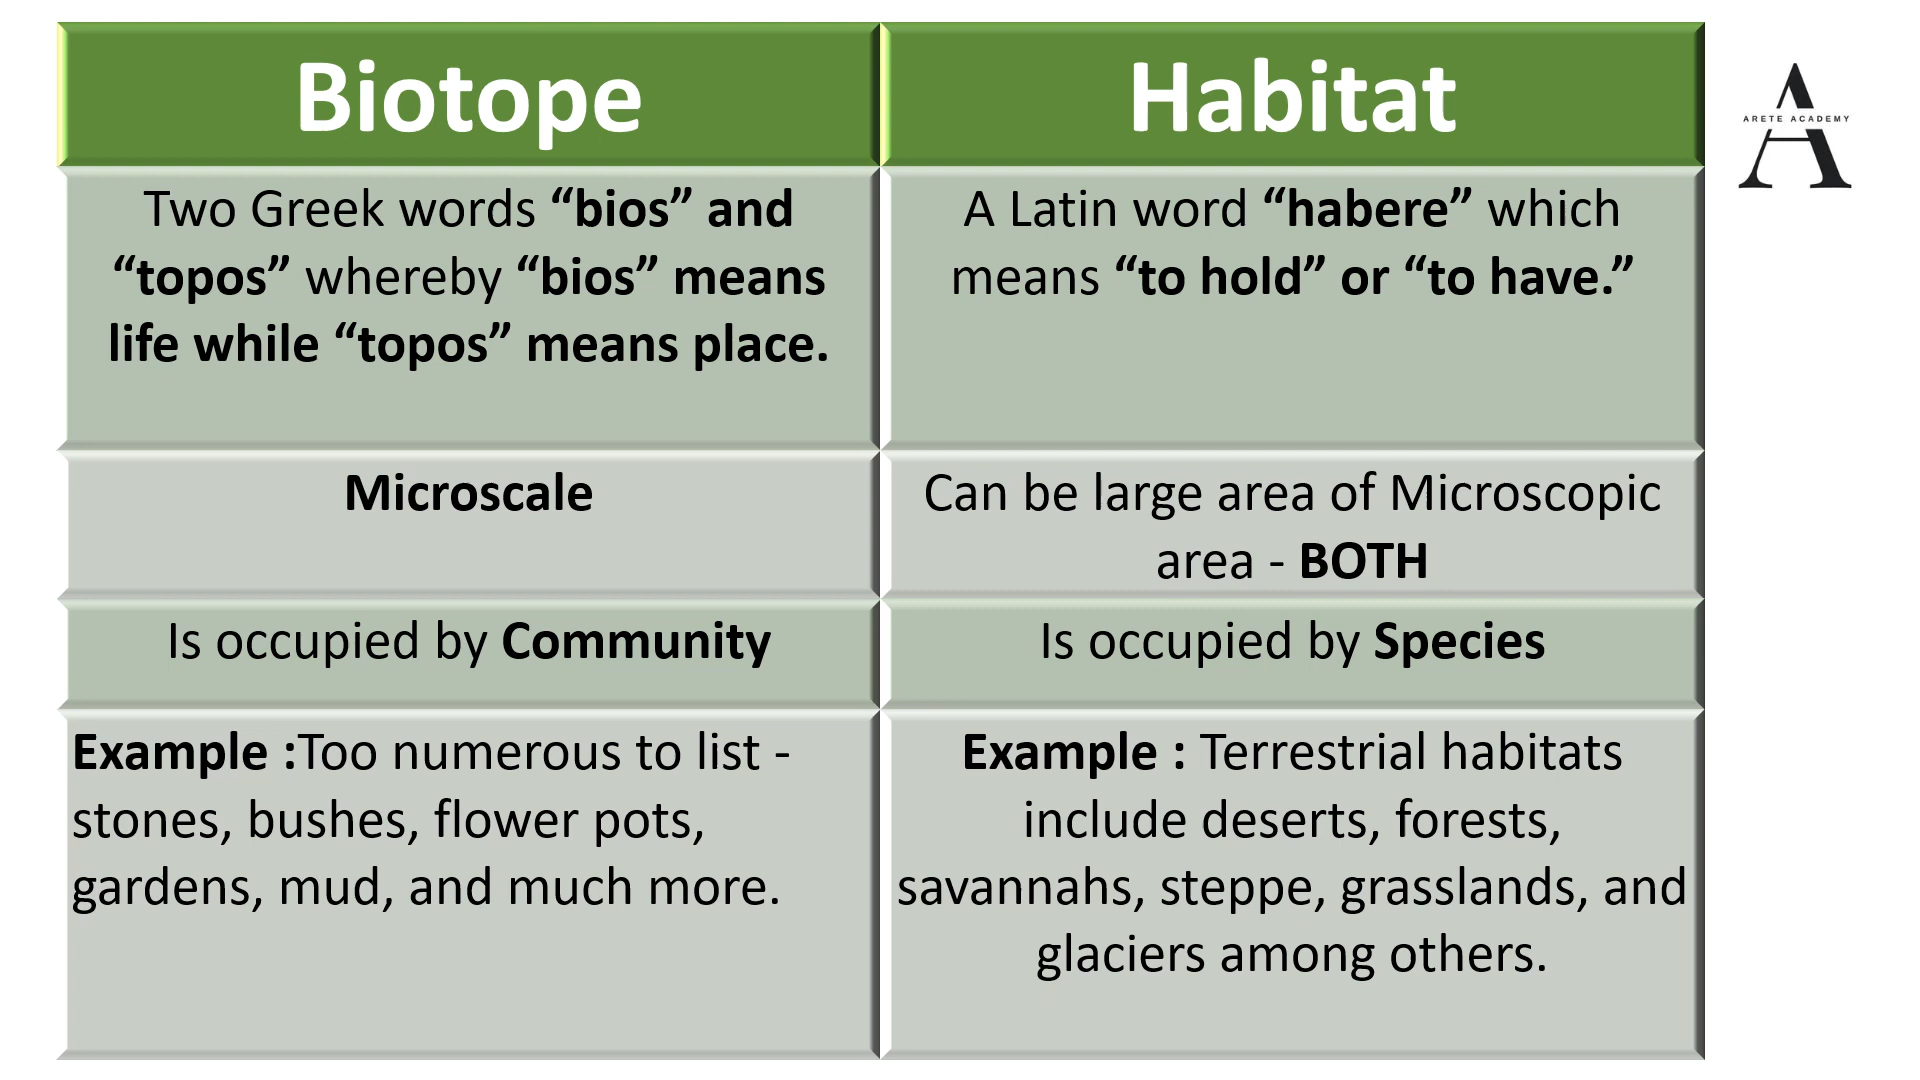 Biotope
Habitat
ARETE ACADEMY
Two Greek words “bios” and
“topos” whereby “bios” means
life while “topos” means place.
A Latin word “habere” which
means “to hold” or “to have.”
Microscale
Can be large area of Microscopic
area - BOTH
Is occupied by Community
Is occupied by Species
Example :Too numerous to list -
stones, bushes, flower pots,
gardens, mud, and much more.
Example : Terrestrial habitats
include deserts, forests,
savannahs, steppe, grasslands, and
glaciers among others.